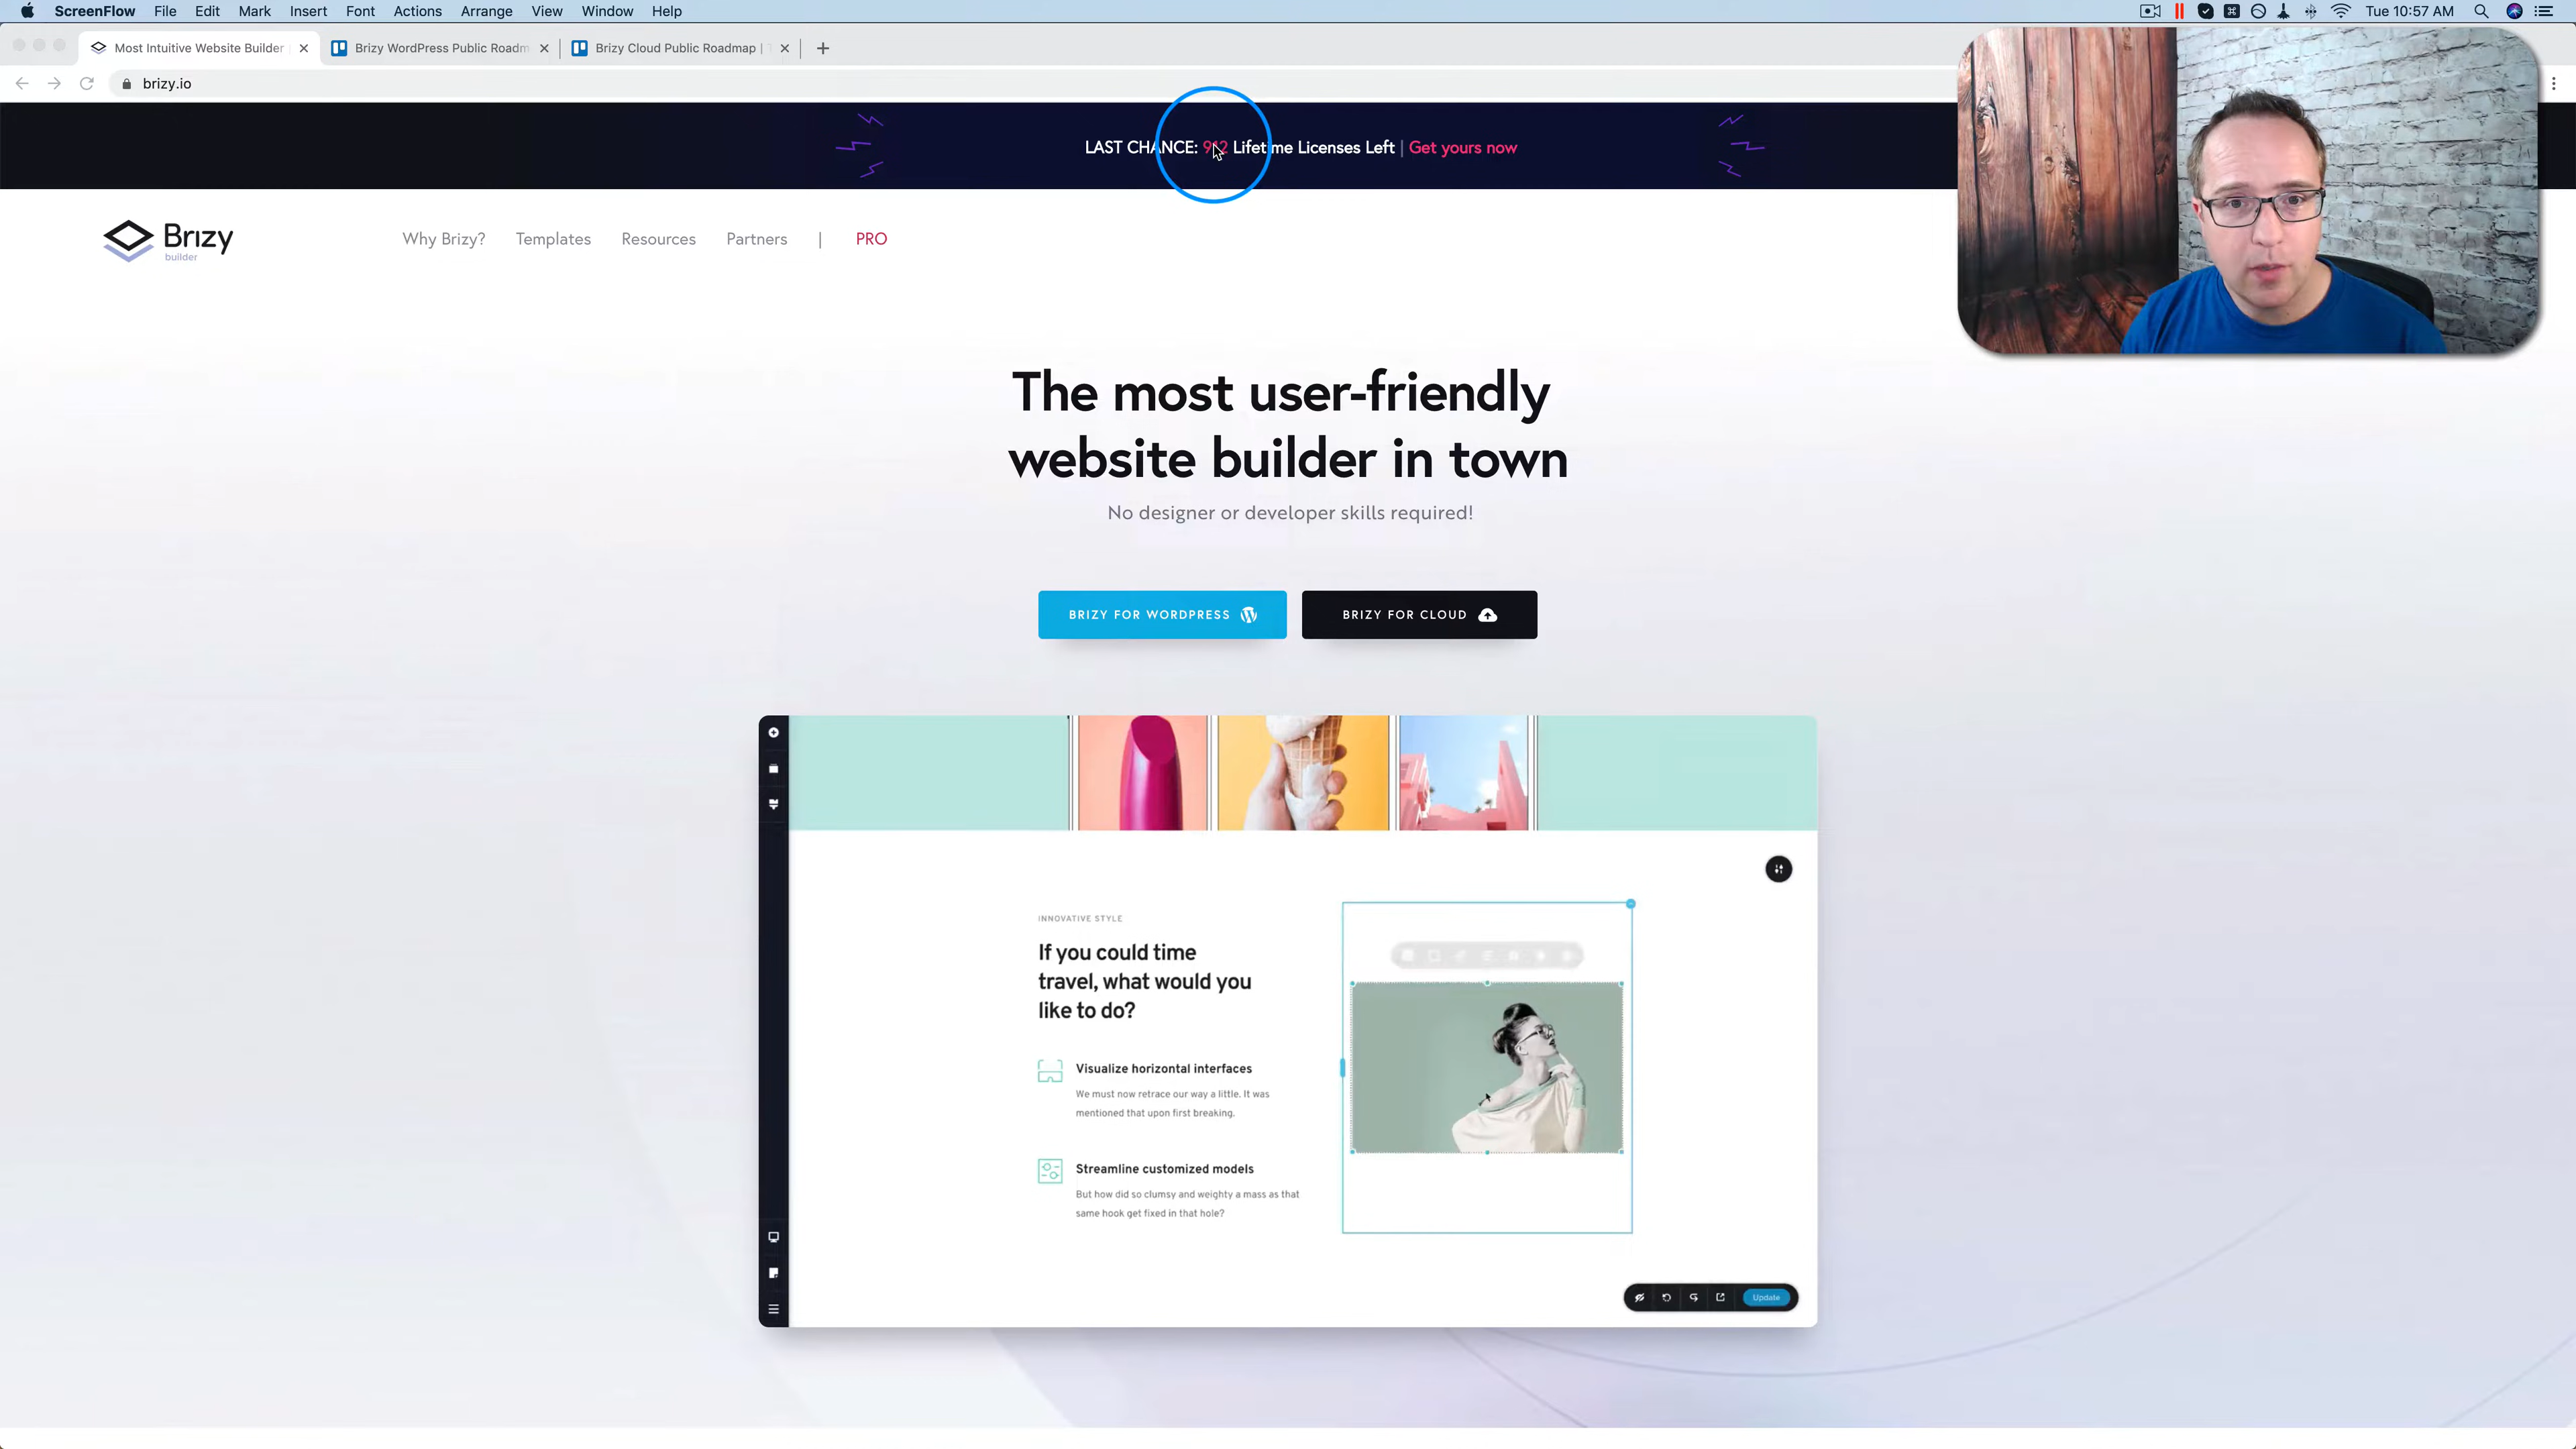 ScreenFlow File Edit Mark Insert Font Actions Arrange View Window Help
Tue 10:57 AM
Most Intuitive Website Builder
Brizy WordPress Public Roadm
Brizy Cloud Public Roadmap | T
brizy.io
LAST CHANCE: 912 Lifetime Licenses Left | Get yours now
Brizy
builder
Why Brizy? Templates Resources Partners | PRO
The most user-friendly
website builder in town
No designer or developer skills required!
BRIZY FOR WORDPRESS
BRIZY FOR CLOUD
INNOVATIVE STYLE
If you could time
travel, what would you
like to do?
Visualize horizontal interfaces
We must now retrace our way a little. It was
mentioned that upon first breaking.
Streamline customized models
But how did so clumsy and weighty a mass as that
same hook get fixed in that hole?
Update